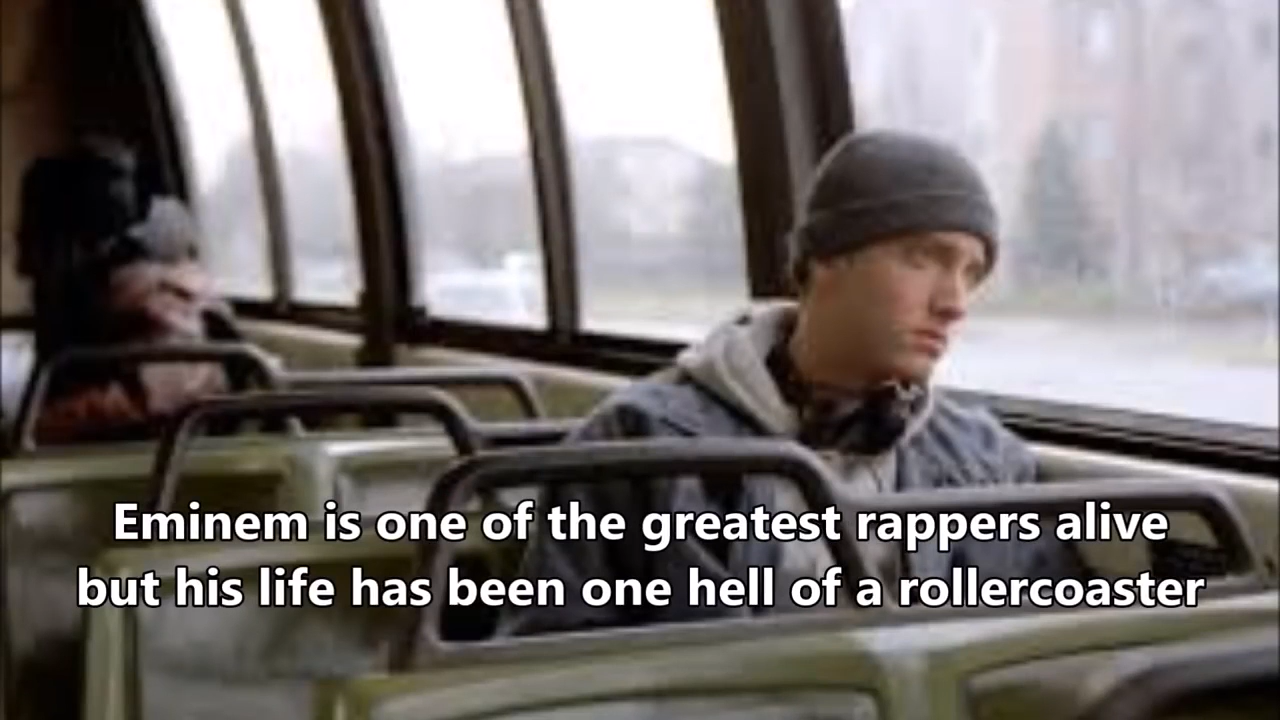 Eminem is one of the greatest rappers alive
but his life has been one hell of a rollercoaster